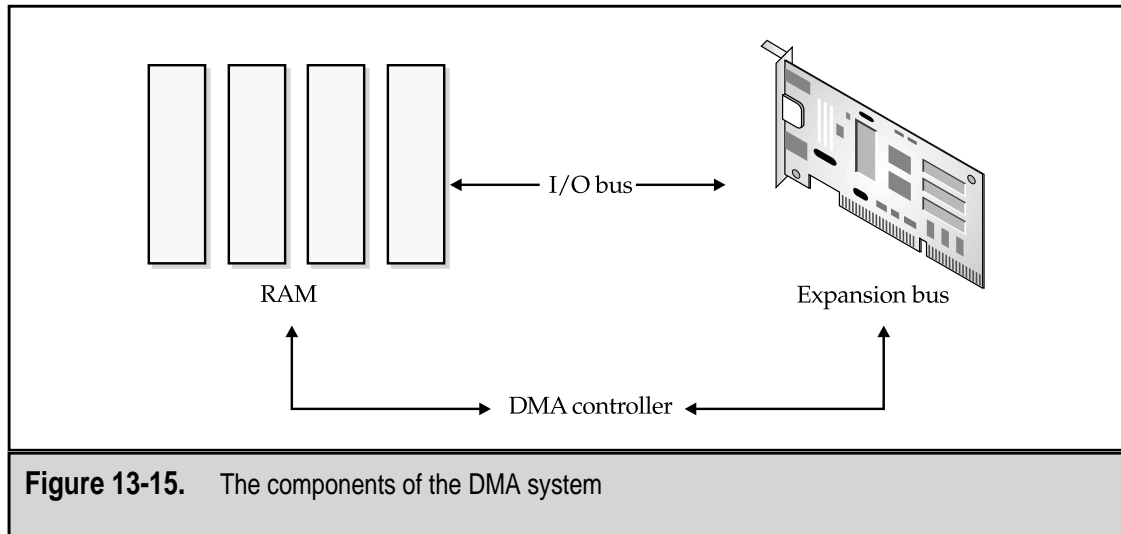 I/O bus
RAM
Expansion bus
DMA controller
Figure 13-15. The components of the DMA system